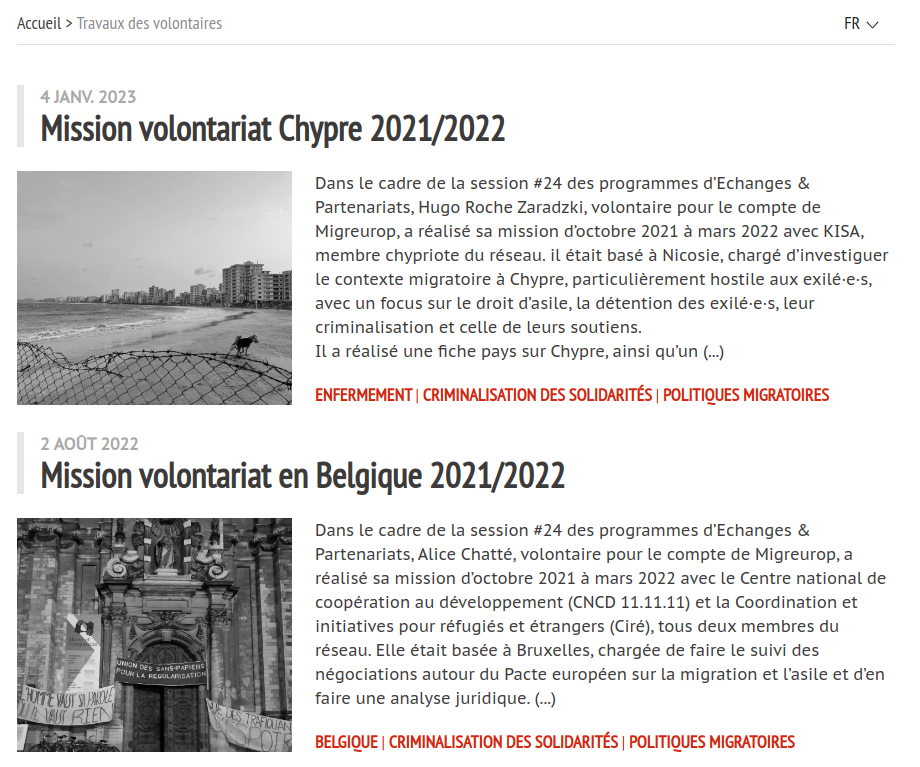 Accueil > Travaux des volontaires
FR
4 JANV. 2023
Mission volontariat Chypre 2021/2022
Dans le cadre de la session #24 des programmes d’Echanges &
Partenariats, Hugo Roche Zaradzki, volontaire pour le compte de
Migreurop, a réalisé sa mission d’octobre 2021 à mars 2022 avec KISA,
membre chypriote du réseau. il était basé à Nicosie, chargé d’investiguer
le contexte migratoire à Chypre, particulièrement hostile aux exilé·e·s,
avec un focus sur le droit d’asile, la détention des exilé·e·s, leur
criminalisation et celle de leurs soutiens.
Il a réalisé une fiche pays sur Chypre, ainsi qu’un (...)
ENFERMEMENT | CRIMINALISATION DES SOLIDARITÉS | POLITIQUES MIGRATOIRES
2 AOÛT 2022
Mission volontariat en Belgique 2021/2022
Dans le cadre de la session #24 des programmes d’Echanges &
Partenariats, Alice Chatté, volontaire pour le compte de Migreurop, a
réalisé sa mission d’octobre 2021 à mars 2022 avec le Centre national de
coopération au développement (CNCD 11.11.11) et la Coordination et
initiatives pour réfugiés et étrangers (Ciré), tous deux membres du
réseau. Elle était basée à Bruxelles, chargée de faire le suivi des
négociations autour du Pacte européen sur la migration et l’asile et d’en
faire une analyse juridique. (...)
UNION DES SANS-PAPIERS
POUR LA REGULARISATION
L'HOMME VAUT SA PAROLE
VAUT RIEN
DES TRAFIQUAN
BELGIQUE | CRIMINALISATION DES SOLIDARITÉS | POLITIQUES MIGRATOIRES